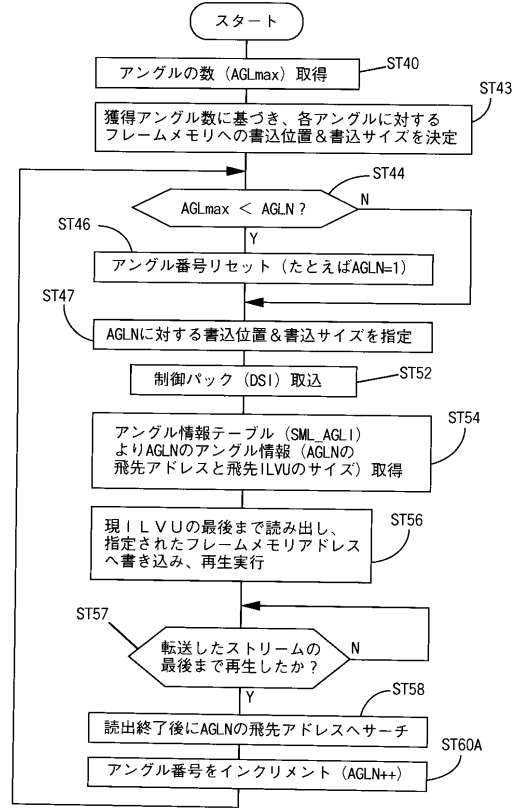 スタート
アングルの数（AGLmax）取得
ST40
ST43
獲得アングル数に基づき、各アングルに対する
フレームメモリへの書込位置＆書込サイズを決定
ST44
AGLmax ＜ AGLN？
N
Y
ST46
アングル番号リセット（たとえばAGLN=1）
ST47
AGLNに対する書込位置＆書込サイズを指定
制御パック（DSI）取込
ST52
アングル情報テーブル（SML_AGLI）
よりAGLNのアングル情報（AGLNの
飛先アドレスと飛先ILVUのサイズ）取得
ST54
現ＩＬＶＵの最後まで読み出し、
指定されたフレームメモリアドレス
へ書き込み、再生実行
ST56
ST57
転送したストリームの
最後まで再生したか？
N
Y
ST58
読出終了後にAGLNの飛先アドレスへサーチ
ST60A
アングル番号をインクリメント（AGLN++）